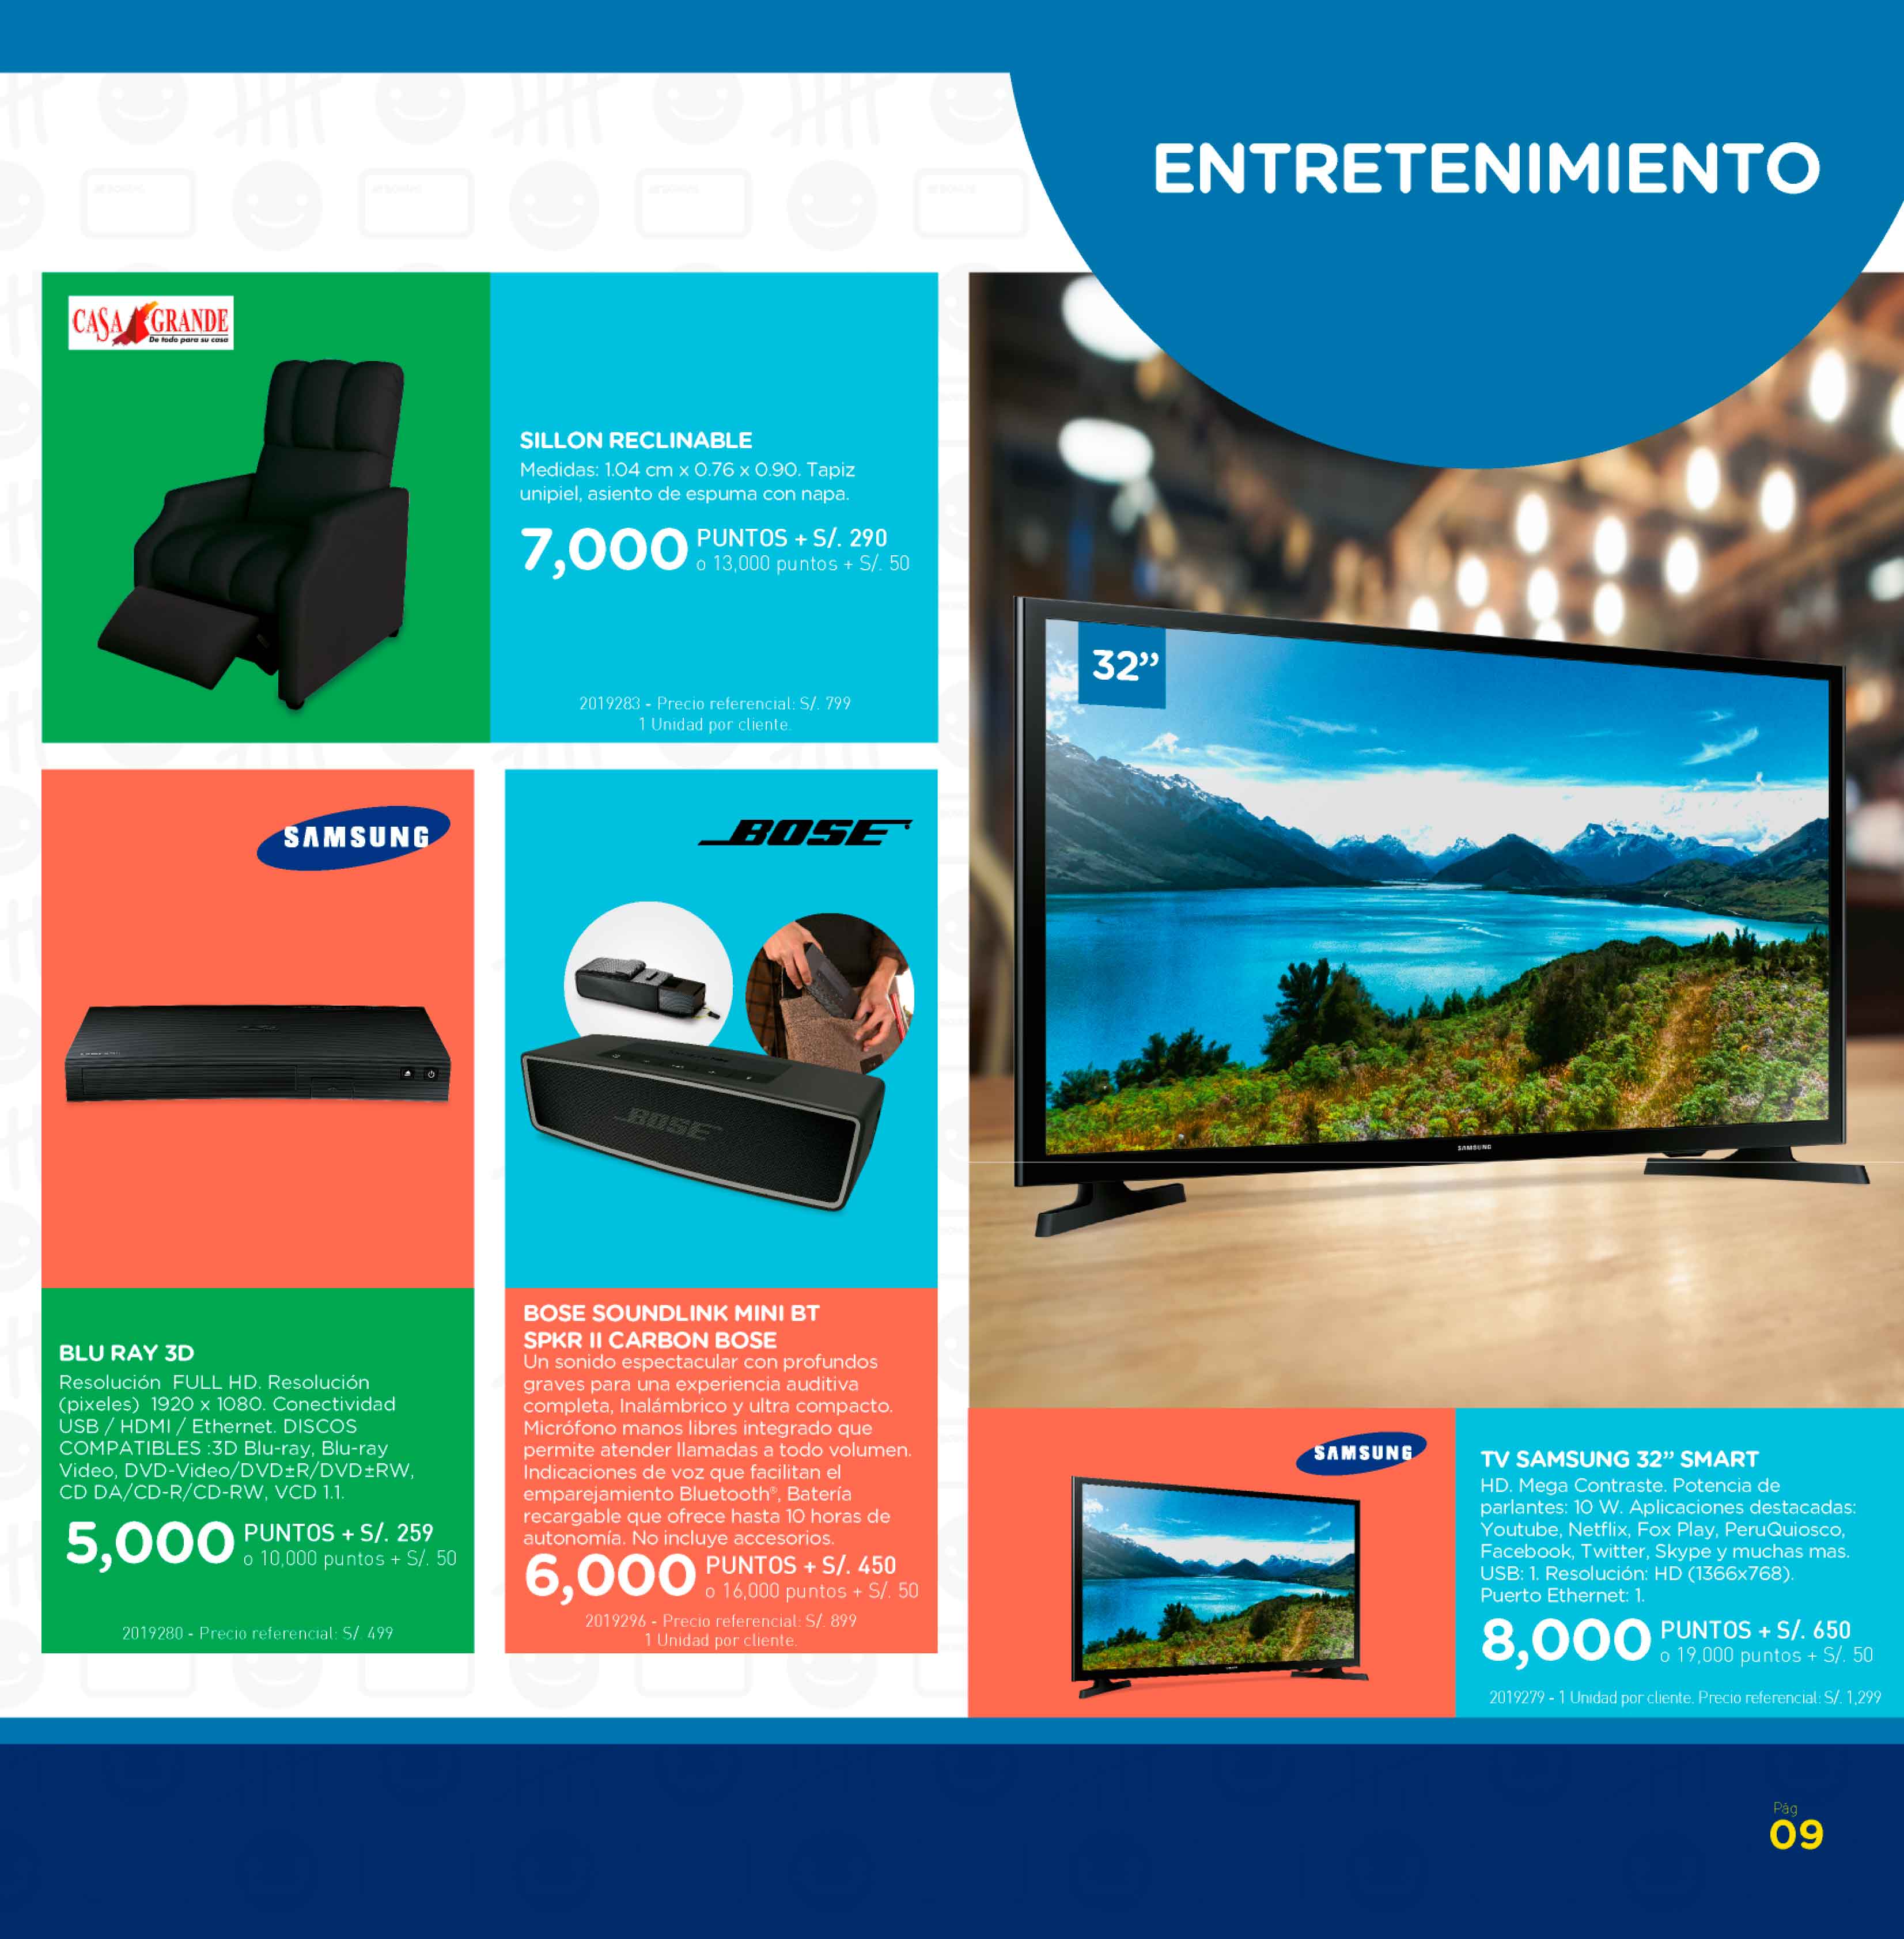 ENTRETENIMIENTO
CASA GRANDE
De todo para su casa
SILLON RECLINABLE
Medidas: 1.04 cm x 0.76 x 0.90. Tapiz
unipiel, asiento de espuma con napa.
7,000 PUNTOS + S/. 290
o 13,000 puntos + S/. 50
2019283 - Precio referencial: S/. 799
1 Unidad por cliente.
SAMSUNG
BLU RAY 3D
Resolución FULL HD. Resolución
(pixeles) 1920 x 1080. Conectividad
USB / HDMI / Ethernet. DISCOS
COMPATIBLES :3D Blu-ray, Blu-ray
Video, DVD-Video/DVD±R/DVD±RW,
CD DA/CD-R/CD-RW, VCD 1.1.
5,000 PUNTOS + S/. 259
o 10,000 puntos + S/. 50
2019280 - Precio referencial: S/. 499
BOSE
BOSE
BOSE SOUNDLINK MINI BT
SPKR II CARBON BOSE
Un sonido espectacular con profundos
graves para una experiencia auditiva
completa, Inalámbrico y ultra compacto.
Micrófono manos libres integrado que
permite atender llamadas a todo volumen.
Indicaciones de voz que facilitan el
emparejamiento Bluetooth®, Batería
recargable que ofrece hasta 10 horas de
autonomía. No incluye accesorios.
6,000 PUNTOS + S/. 450
o 16,000 puntos + S/. 50
2019296 - Precio referencial: S/. 899
1 Unidad por cliente.
32”
SAMSUNG
SAMSUNG
TV SAMSUNG 32” SMART
HD. Mega Contraste. Potencia de
parlantes: 10 W. Aplicaciones destacadas:
Youtube, Netflix, Fox Play, PeruQuiosco,
Facebook, Twitter, Skype y muchas mas.
USB: 1. Resolución: HD (1366x768).
Puerto Ethernet: 1.
8,000 PUNTOS + S/. 650
o 19,000 puntos + S/. 50
2019279 - 1 Unidad por cliente. Precio referencial: S/. 1,299
Pág
09